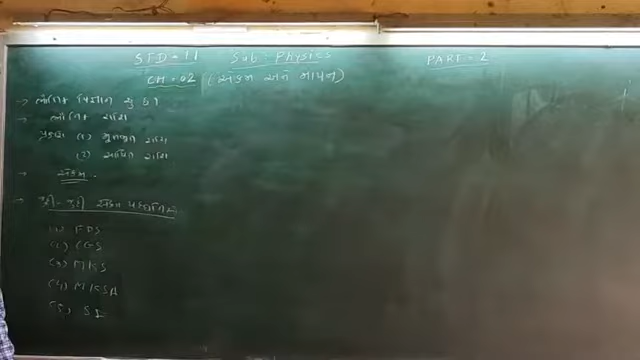 STD = 11 Sub : Physics PART = 2
CH = 02 (એકમ અને માપન)
→ ભૌતિક વિજ્ઞાન શું છે ?
→ ભૌતિક રાશિ
પ્રકાર (1) મુળભૂત રાશિ
(2) સાધિત રાશિ
→ એકમ .
→ જુદી - જુદી એકમ પદ્ધતિઓ
(1) FPS
(2) CGS
(3) MKS
(4) MKSA
(5) SI